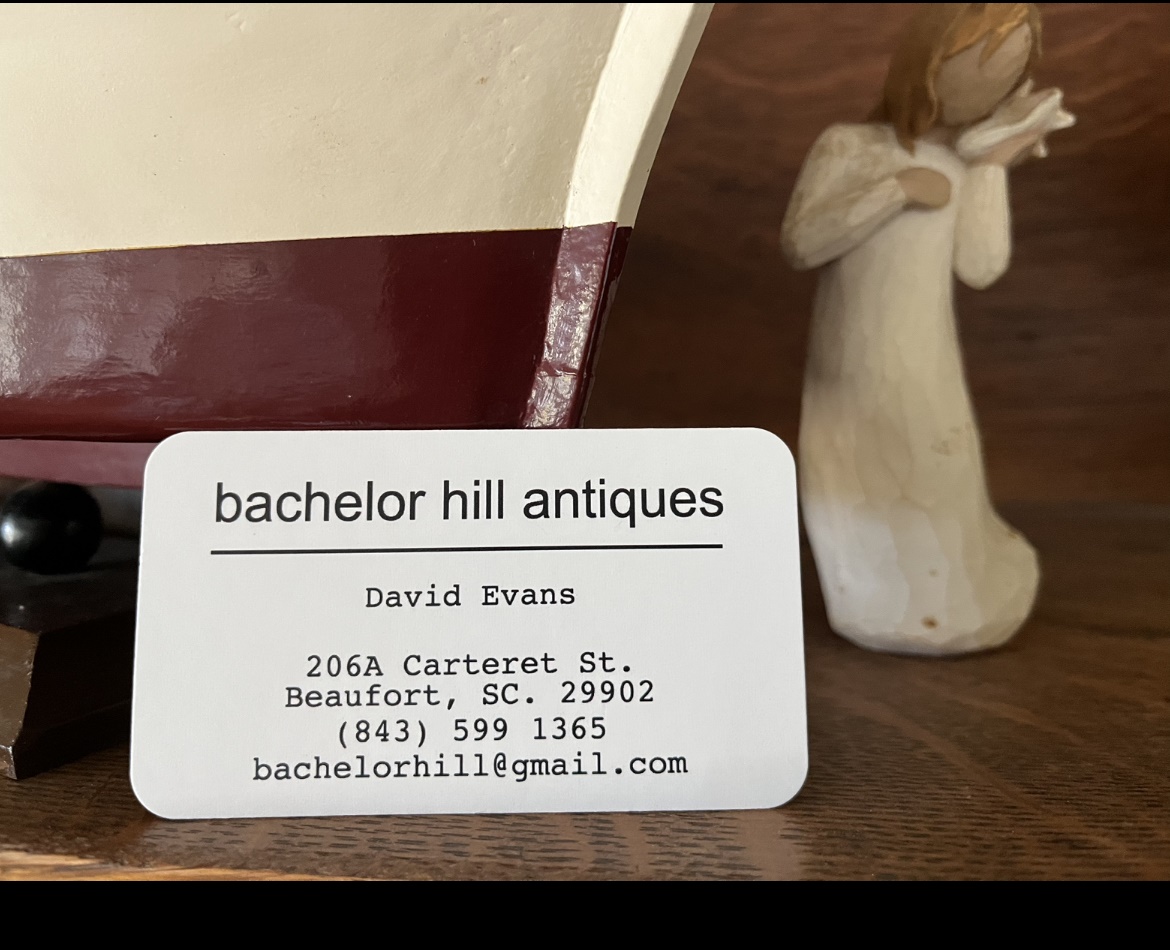 bachelor hill antiques
David Evans
206A Carteret St.
Beaufort, SC. 29902
(843) 599 1365
bachelorhill@gmail.com